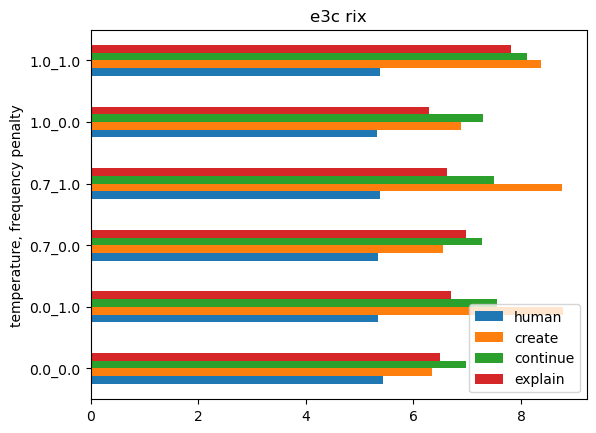 e3c rix
temperature, frequency penalty
1.0_1.0
1.0_0.0
0.7_1.0
0.7_0.0
0.0_1.0
0.0_0.0
human
create
continue
explain
0 2 4 6 8